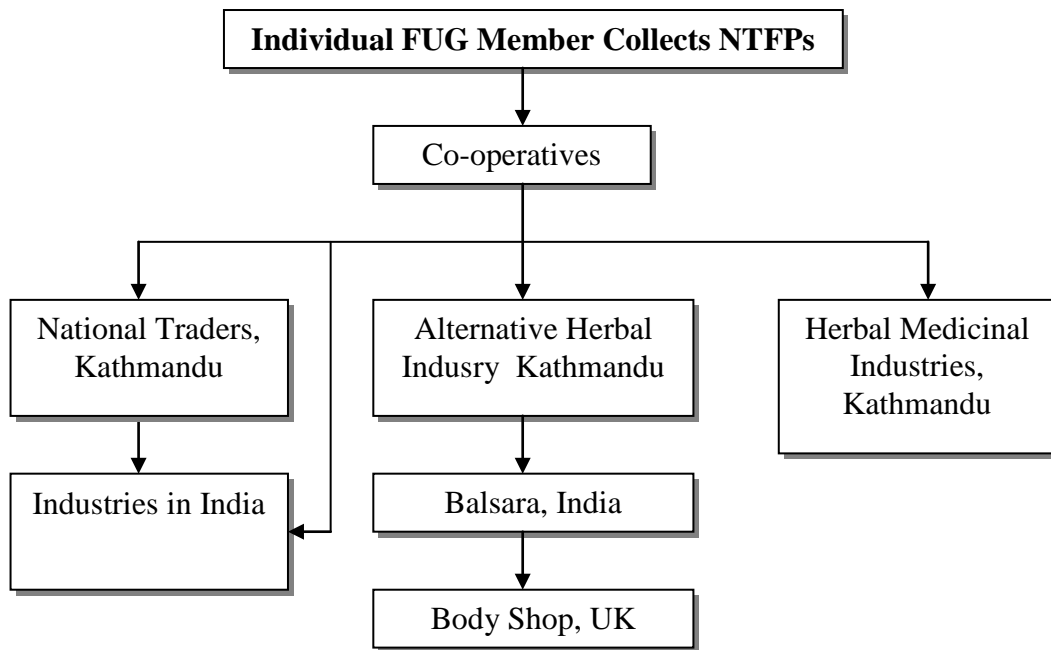 Individual FUG Member Collects NTFPs
Co-operatives
National Traders,
Kathmandu
Alternative Herbal
Indusry Kathmandu
Herbal Medicinal
Industries,
Kathmandu
Industries in India
Balsara, India
Body Shop, UK